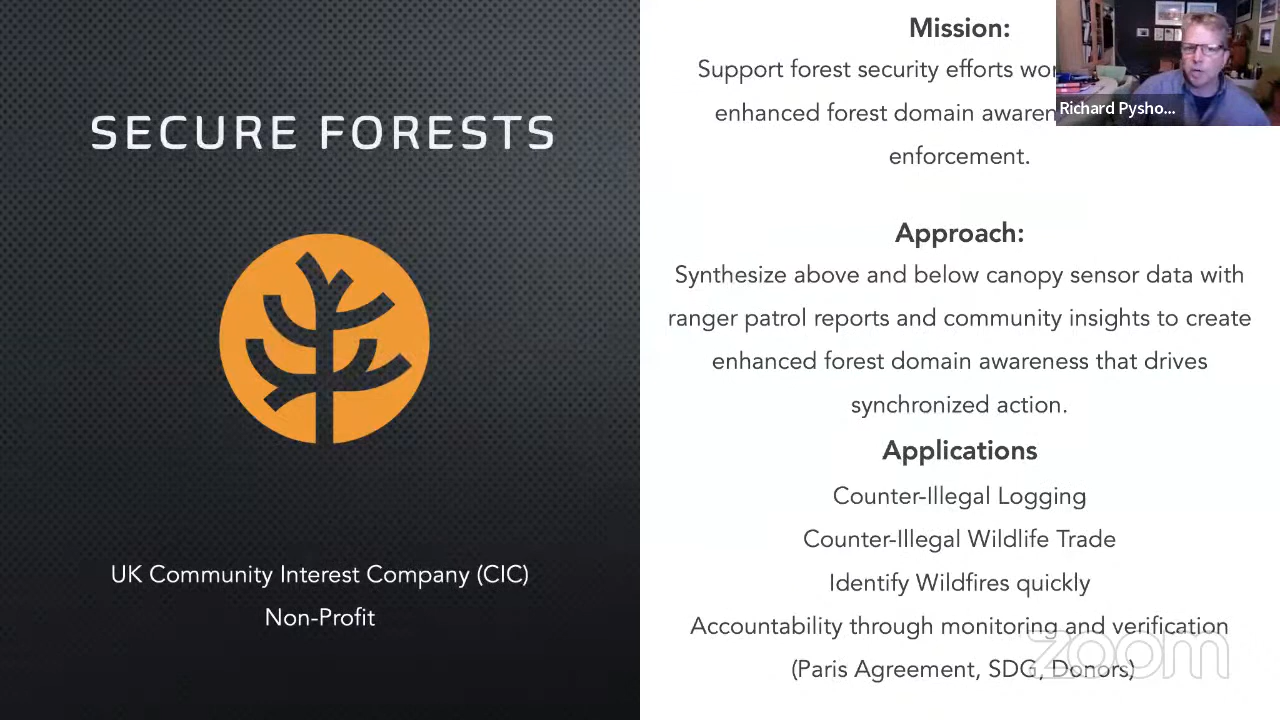 SECURE FORESTS
UK Community Interest Company (CIC)
Non-Profit
Mission:
Support forest security efforts
enhanced forest domain
enforcement.
Approach:
Synthesize above and below canopy sensor data with
ranger patrol reports and community insights to create
enhanced forest domain awareness that drives
synchronized action.
Applications
Counter-Illegal Logging
Counter-Illegal Wildlife Trade
Identify Wildfires quickly
Accountability through monitoring and verification
(Paris Agreement, SDG, Donors)
Richard Pysho...
zoom